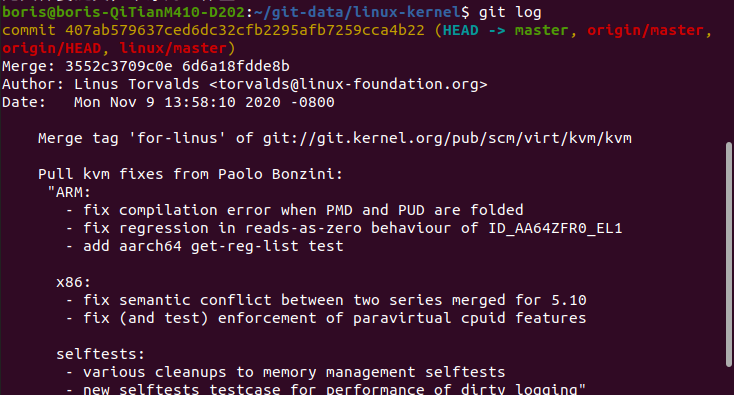 boris@boris-QiTianM410-D202:~/git-data/linux-kernel$ git log
commit 407ab579637ced6dc32cfb2295afb7259cca4b22 (HEAD -> master, origin/master,
origin/HEAD, linux/master)
Merge: 3552c3709c0e 6d6a18fdde8b
Author: Linus Torvalds <torvalds@linux-foundation.org>
Date:   Mon Nov 9 13:58:10 2020 -0800
Merge tag 'for-linus' of git://git.kernel.org/pub/scm/virt/kvm/kvm
Pull kvm fixes from Paolo Bonzini:
"ARM:
- fix compilation error when PMD and PUD are folded
- fix regression in reads-as-zero behaviour of ID_AA64ZFR0_EL1
- add aarch64 get-reg-list test
x86:
- fix semantic conflict between two series merged for 5.10
- fix (and test) enforcement of paravirtual cpuid features
selftests:
- various cleanups to memory management selftests
- new selftests testcase for performance of dirty logging"